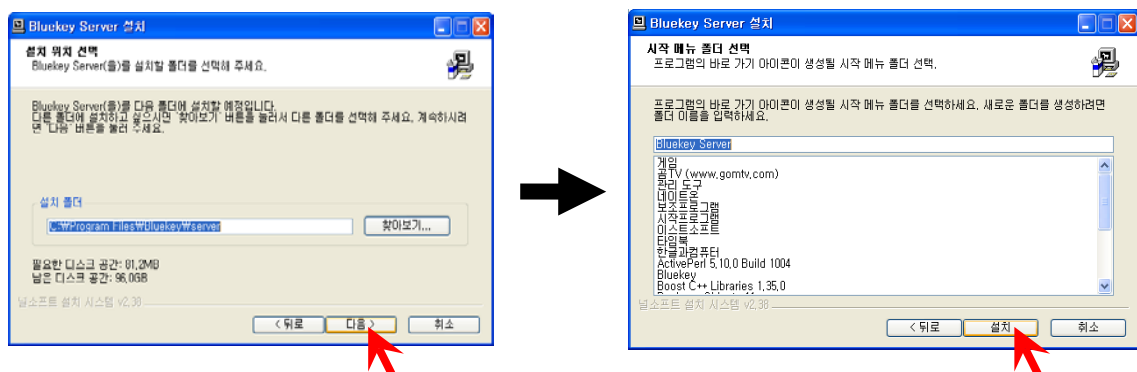 Bluekey Server 설치
설치 위치 선택
Bluekey Server(을)를 설치할 폴더를 선택해 주세요.
Bluekey Server(을)를 다음 폴더에 설치할 예정입니다.
다른 폴더에 설치하고 싶으시면 '찾아보기' 버튼을 눌러서 다른 폴더를 선택해 주세요. 계속하시려
면 '다음' 버튼을 눌러 주세요.
설치 폴더
C:₩Program Files₩Bluekey₩server
찾아보기...
필요한 디스크 공간: 81,2MB
남은 디스크 공간: 96,0GB
널소프트 설치 시스템 v2,38
< 뒤로
다음 >
취소
Bluekey Server 설치
시작 메뉴 폴더 선택
프로그램의 바로 가기 아이콘이 생성될 시작 메뉴 폴더 선택.
프로그램의 바로 가기 아이콘이 생성될 시작 메뉴 폴더를 선택하세요. 새로운 폴더를 생성하려면
폴더 이름을 입력하세요.
Bluekey Server
게임
곰TV (www.gomtv.com)
관리 도구
네이트온
보조프로그램
시작프로그램
이스트소프트
타임북
한글과컴퓨터
ActivePerl 5,10,0 Build 1004
Bluekey
Boost C++ Libraries 1,35,0
널소프트 설치 시스템 v2,38
< 뒤로
설치
취소